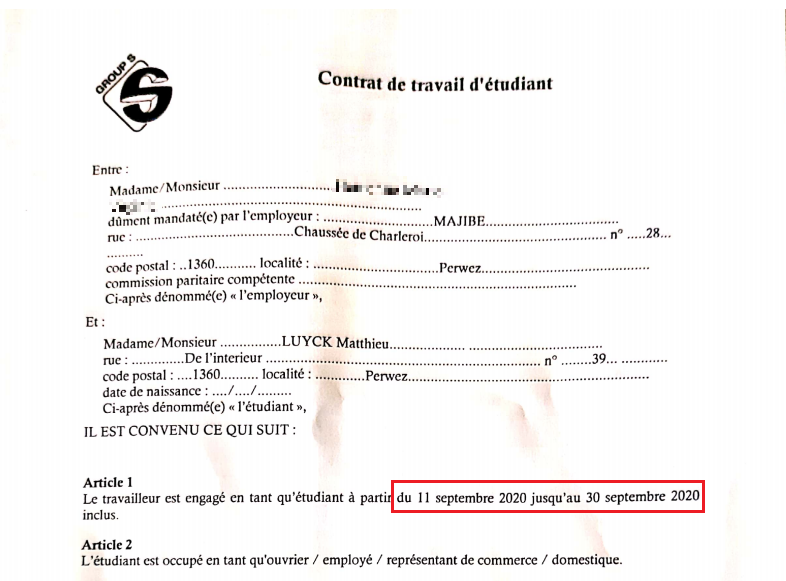 GROUP S
S
Contrat de travail d'étudiant
Entre :
Madame/Monsieur ..............................
.................................................................
dûment mandaté(e) par l'employeur : .............................MAJIBE...................................
rue : ..........................................Chaussée de Charleroi............................................... n° .....28...
..........
code postal : ..1360........... localité : ..................................Perwez..........................................
commission paritaire compétente .......................................................................
Ci-après dénommé(e) « l'employeur »,
Et :
Madame/Monsieur ................LUYCK Matthieu..................... ...................................
rue : .............De l'interieur ....................................................................... n° ........39... ............
code postal : ....1360......... localité : .............Perwez..........................................................
date de naissance : ..../..../.........
Ci-après dénommé(e) « l'étudiant »,
IL EST CONVENU CE QUI SUIT :
Article 1
Le travailleur est engagé en tant qu'étudiant à partir du 11 septembre 2020 jusqu'au 30 septembre 2020
inclus.
Article 2
L'étudiant est occupé en tant qu'ouvrier / employé / représentant de commerce / domestique.